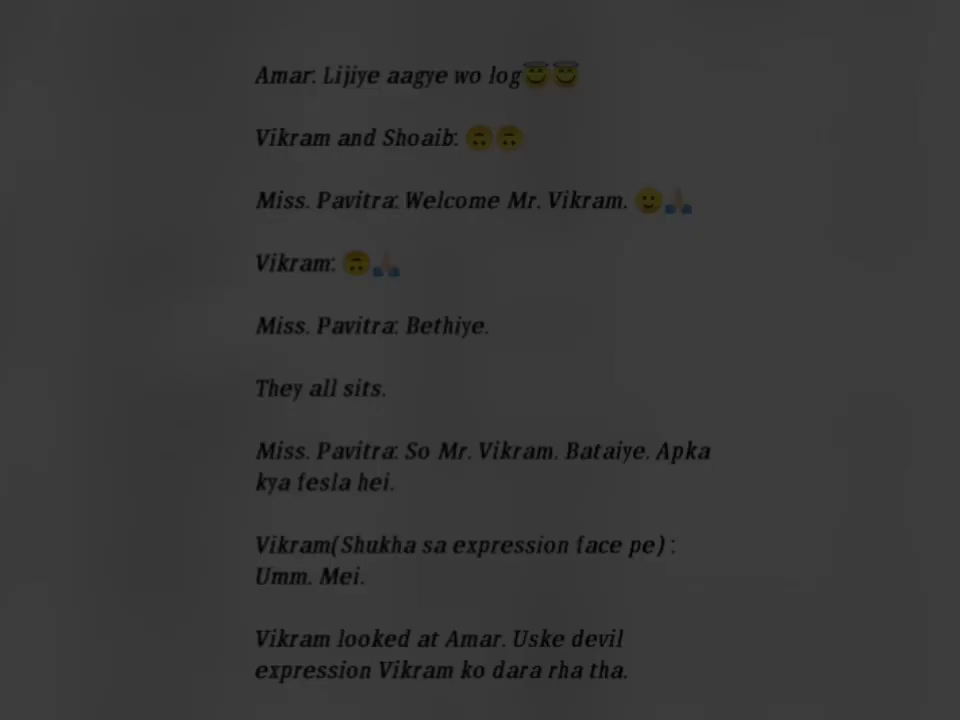 Amar: Lijiye aagye wo log😇😇
Vikram and Shoaib: 🙃🙃
Miss. Pavitra: Welcome Mr. Vikram. 🙂🙏🏻
Vikram: 🙃🙏🏻
Miss. Pavitra: Bethiye.
They all sits.
Miss. Pavitra: So Mr. Vikram. Bataiye. Apka
kya fesla hei.
Vikram(Shukha sa expression face pe) :
Umm. Mei.
Vikram looked at Amar. Uske devil
expression Vikram ko dara rha tha.